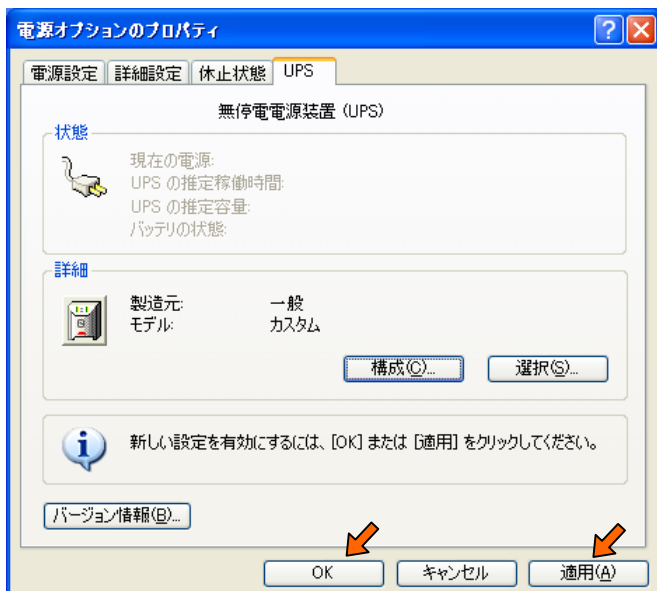 電源オプションのプロパティ
電源設定 詳細設定 休止状態 UPS
無停電電源装置 (UPS)
状態
現在の電源:
UPS の推定稼働時間:
UPS の推定容量:
バッテリの状態:
詳細
製造元: 一般
モデル: カスタム
構成(C)... 選択(S)...
新しい設定を有効にするには、[OK] または [適用] をクリックしてください。
バージョン情報(B)...
OK キャンセル 適用(A)